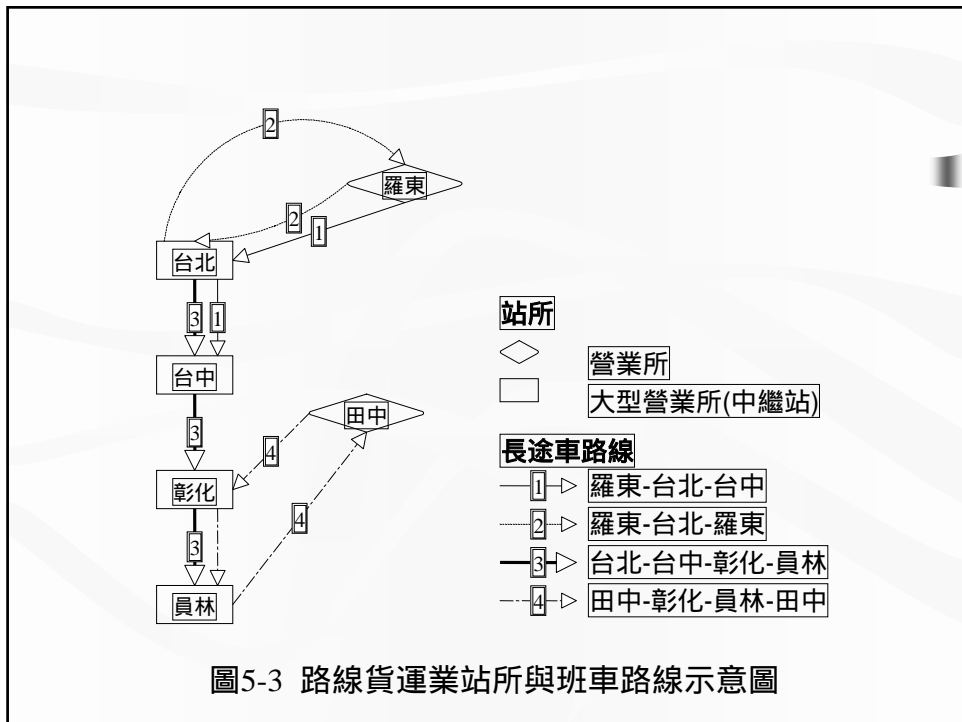 2
羅東
2
1
台北
3
1
台中
3
田中
4
彰化
4
3
員林
站所
營業所
大型營業所(中繼站)
長途車路線
1 羅東-台北-台中
2 羅東-台北-羅東
3 台北-台中-彰化-員林
4 田中-彰化-員林-田中
圖5-3 路線貨運業站所與班車路線示意圖